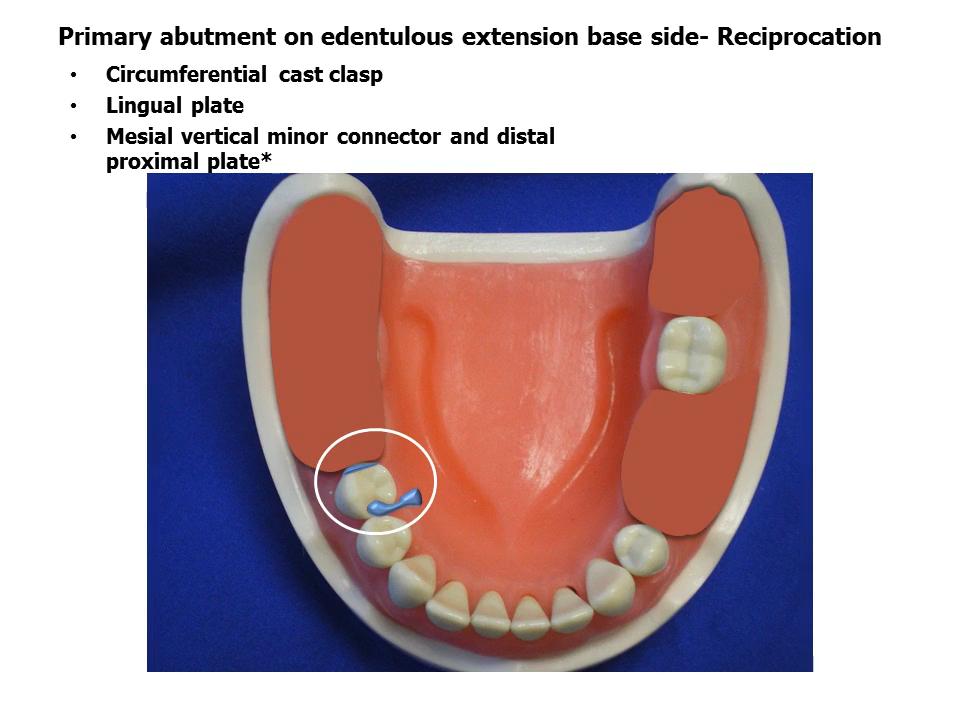 Primary abutment on edentulous extension base side- Reciprocation
• Circumferential cast clasp
• Lingual plate
• Mesial vertical minor connector and distal
proximal plate*